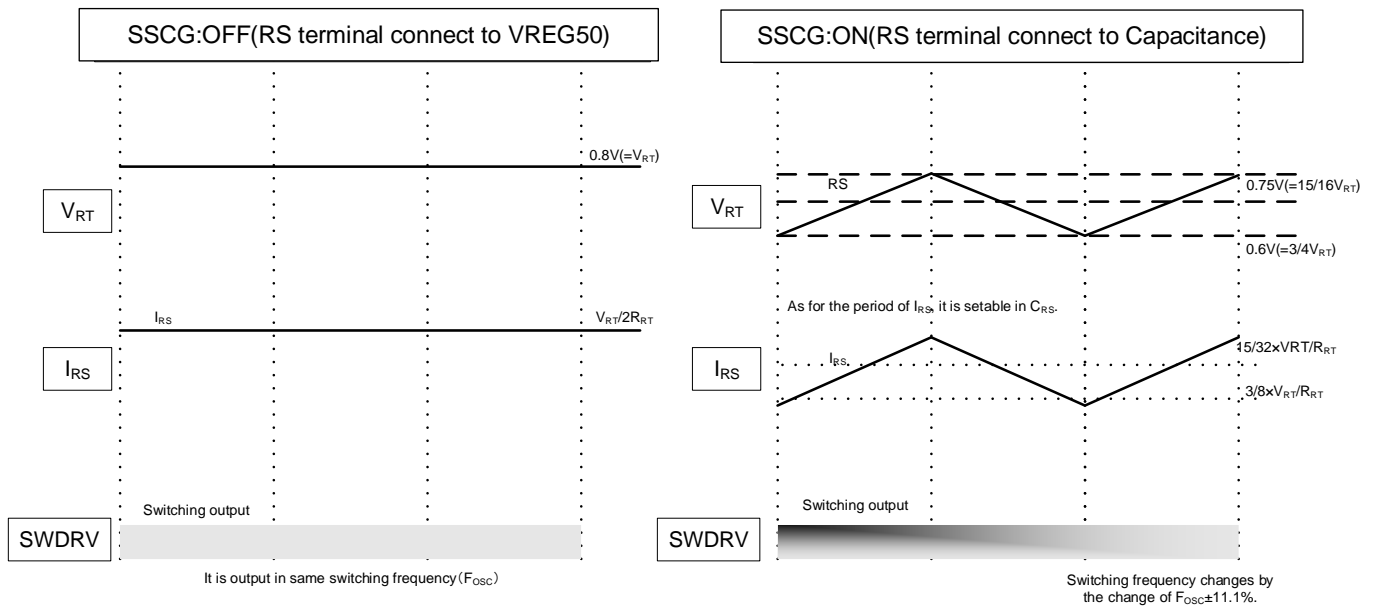 SSCG:OFF(RS terminal connect to VREG50)
0.8V(=VRT)
VRT
IRS
VRT/2RRT
IRS
Switching output
SWDRV
It is output in same switching frequency(FOSC)
SSCG:ON(RS terminal connect to Capacitance)
RS
0.75V(=15/16VRT)
VRT
0.6V(=3/4VRT)
As for the period of IRS, it is setable in CRS.
15/32×VRT/RRT
IRS
IRS
3/8×VRT/RRT
Switching output
SWDRV
Switching frequency changes by
the change of FOSC±11.1%.